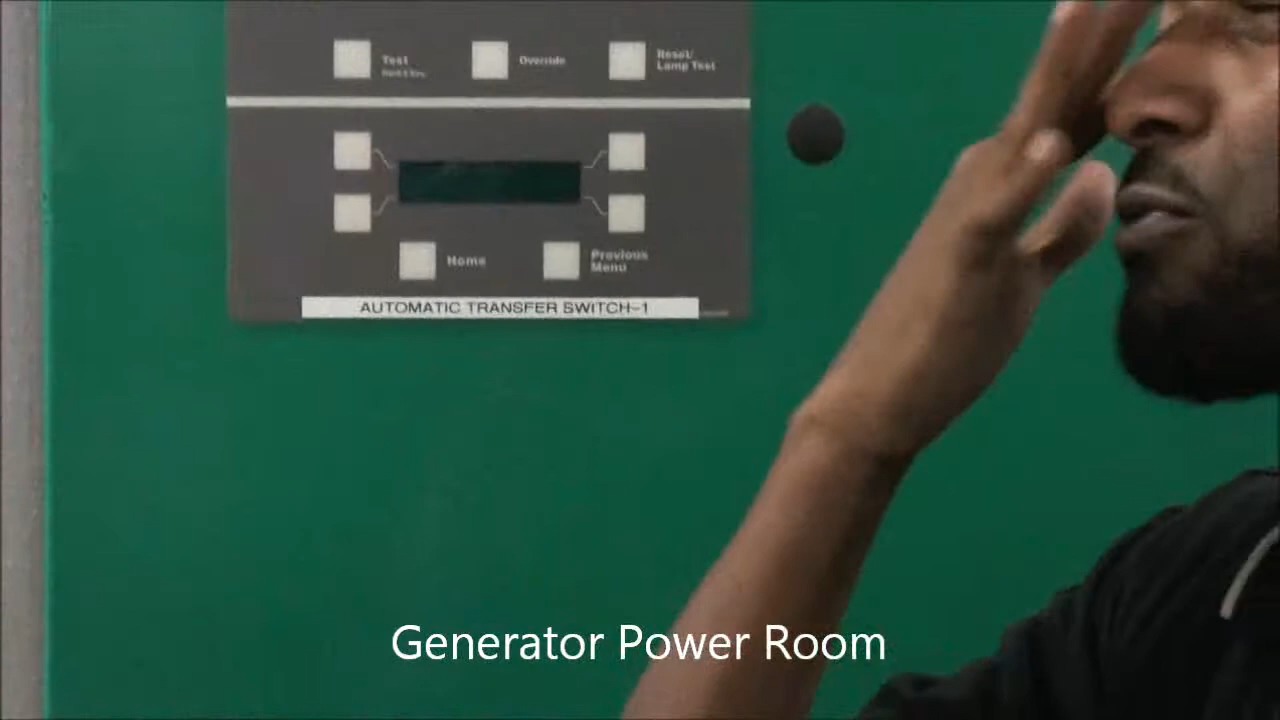 Test
Override
Reset/
Lamp Test
Home
Previous
Menu
AUTOMATIC TRANSFER SWITCH-1
Generator Power Room